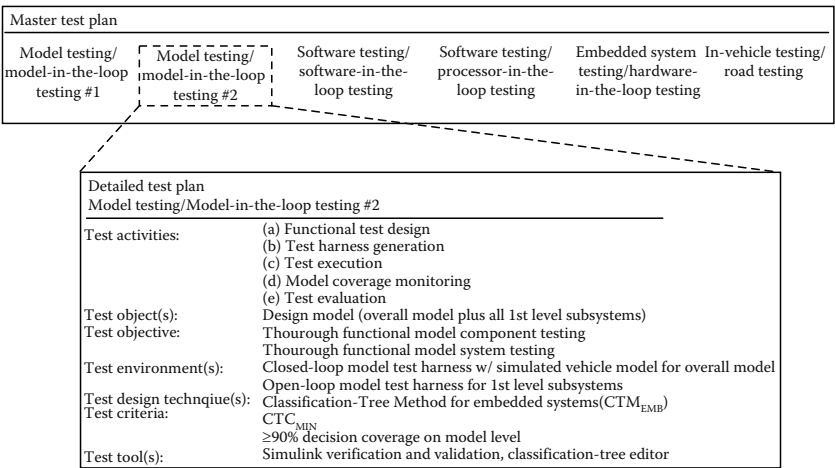 Master test plan
Model testing/
model-in-the-loop
testing #1
Model testing/
model-in-the-loop
testing #2
Software testing/
software-in-the-
loop testing
Software testing/
processor-in-the-
loop testing
Embedded system
testing/hardware-
in-the-loop testing
In-vehicle testing/
road testing
Detailed test plan
Model testing/Model-in-the-loop testing #2
Test activities:
(a) Functional test design
(b) Test harness generation
(c) Test execution
(d) Model coverage monitoring
(e) Test evaluation
Test object(s): Design model (overall model plus all 1st level subsystems)
Test objective: Thourough functional model component testing
Thourough functional model system testing
Test environment(s): Closed-loop model test harness w/ simulated vehicle model for overall model
Open-loop model test harness for 1st level subsystems
Test design technqiue(s): Classification-Tree Method for embedded systems(CTM_EMB)
Test criteria: CTC_MIN
≥90% decision coverage on model level
Test tool(s): Simulink verification and validation, classification-tree editor